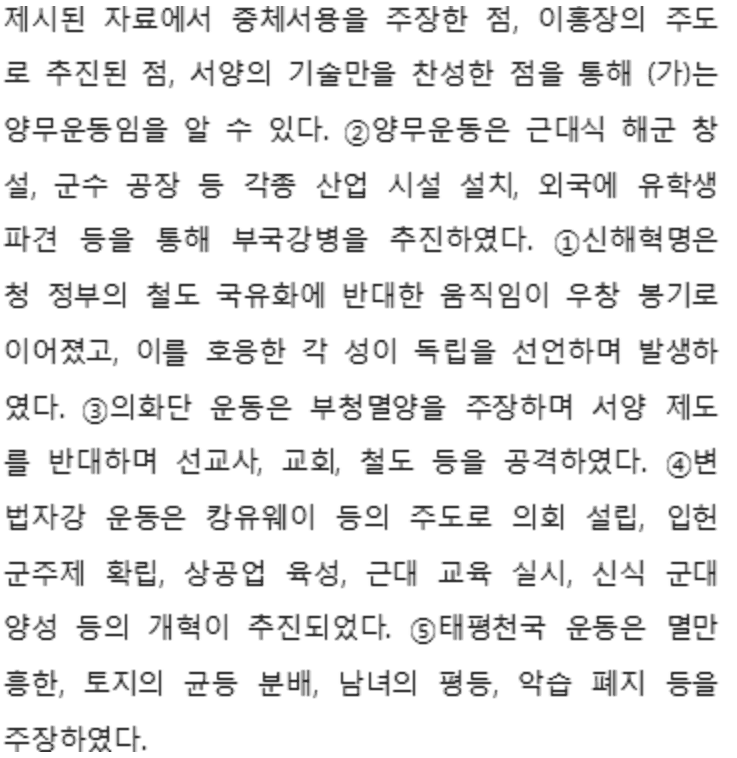 제시된 자료에서 중체서용을 주장한 점, 이홍장의 주도
로 추진된 점, 서양의 기술만을 찬성한 점을 통해 (가)는
양무운동임을 알 수 있다. ②양무운동은 근대식 해군 창
설, 군수 공장 등 각종 산업 시설 설치, 외국에 유학생
파견 등을 통해 부국강병을 추진하였다. ①신해혁명은
청 정부의 철도 국유화에 반대한 움직임이 우창 봉기로
이어졌고, 이를 호응한 각 성이 독립을 선언하며 발생하
였다. ③의화단 운동은 부청멸양을 주장하며 서양 제도
를 반대하며 선교사, 교회, 철도 등을 공격하였다. ④변
법자강 운동은 캉유웨이 등의 주도로 의회 설립, 입헌
군주제 확립, 상공업 육성, 근대 교육 실시, 신식 군대
양성 등의 개혁이 추진되었다. ⑤태평천국 운동은 멸만
흥한, 토지의 균등 분배, 남녀의 평등, 악습 폐지 등을
주장하였다.